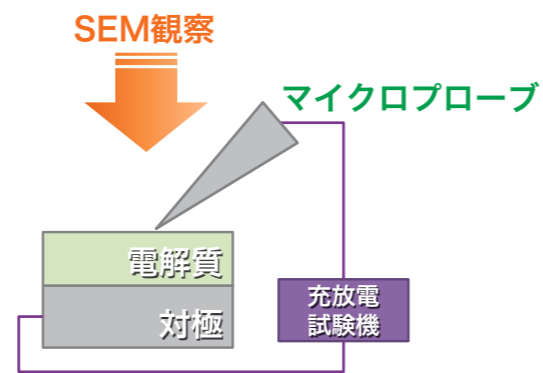 SEM観察
マイクロプローブ
電解質
対極
充放電
試験機